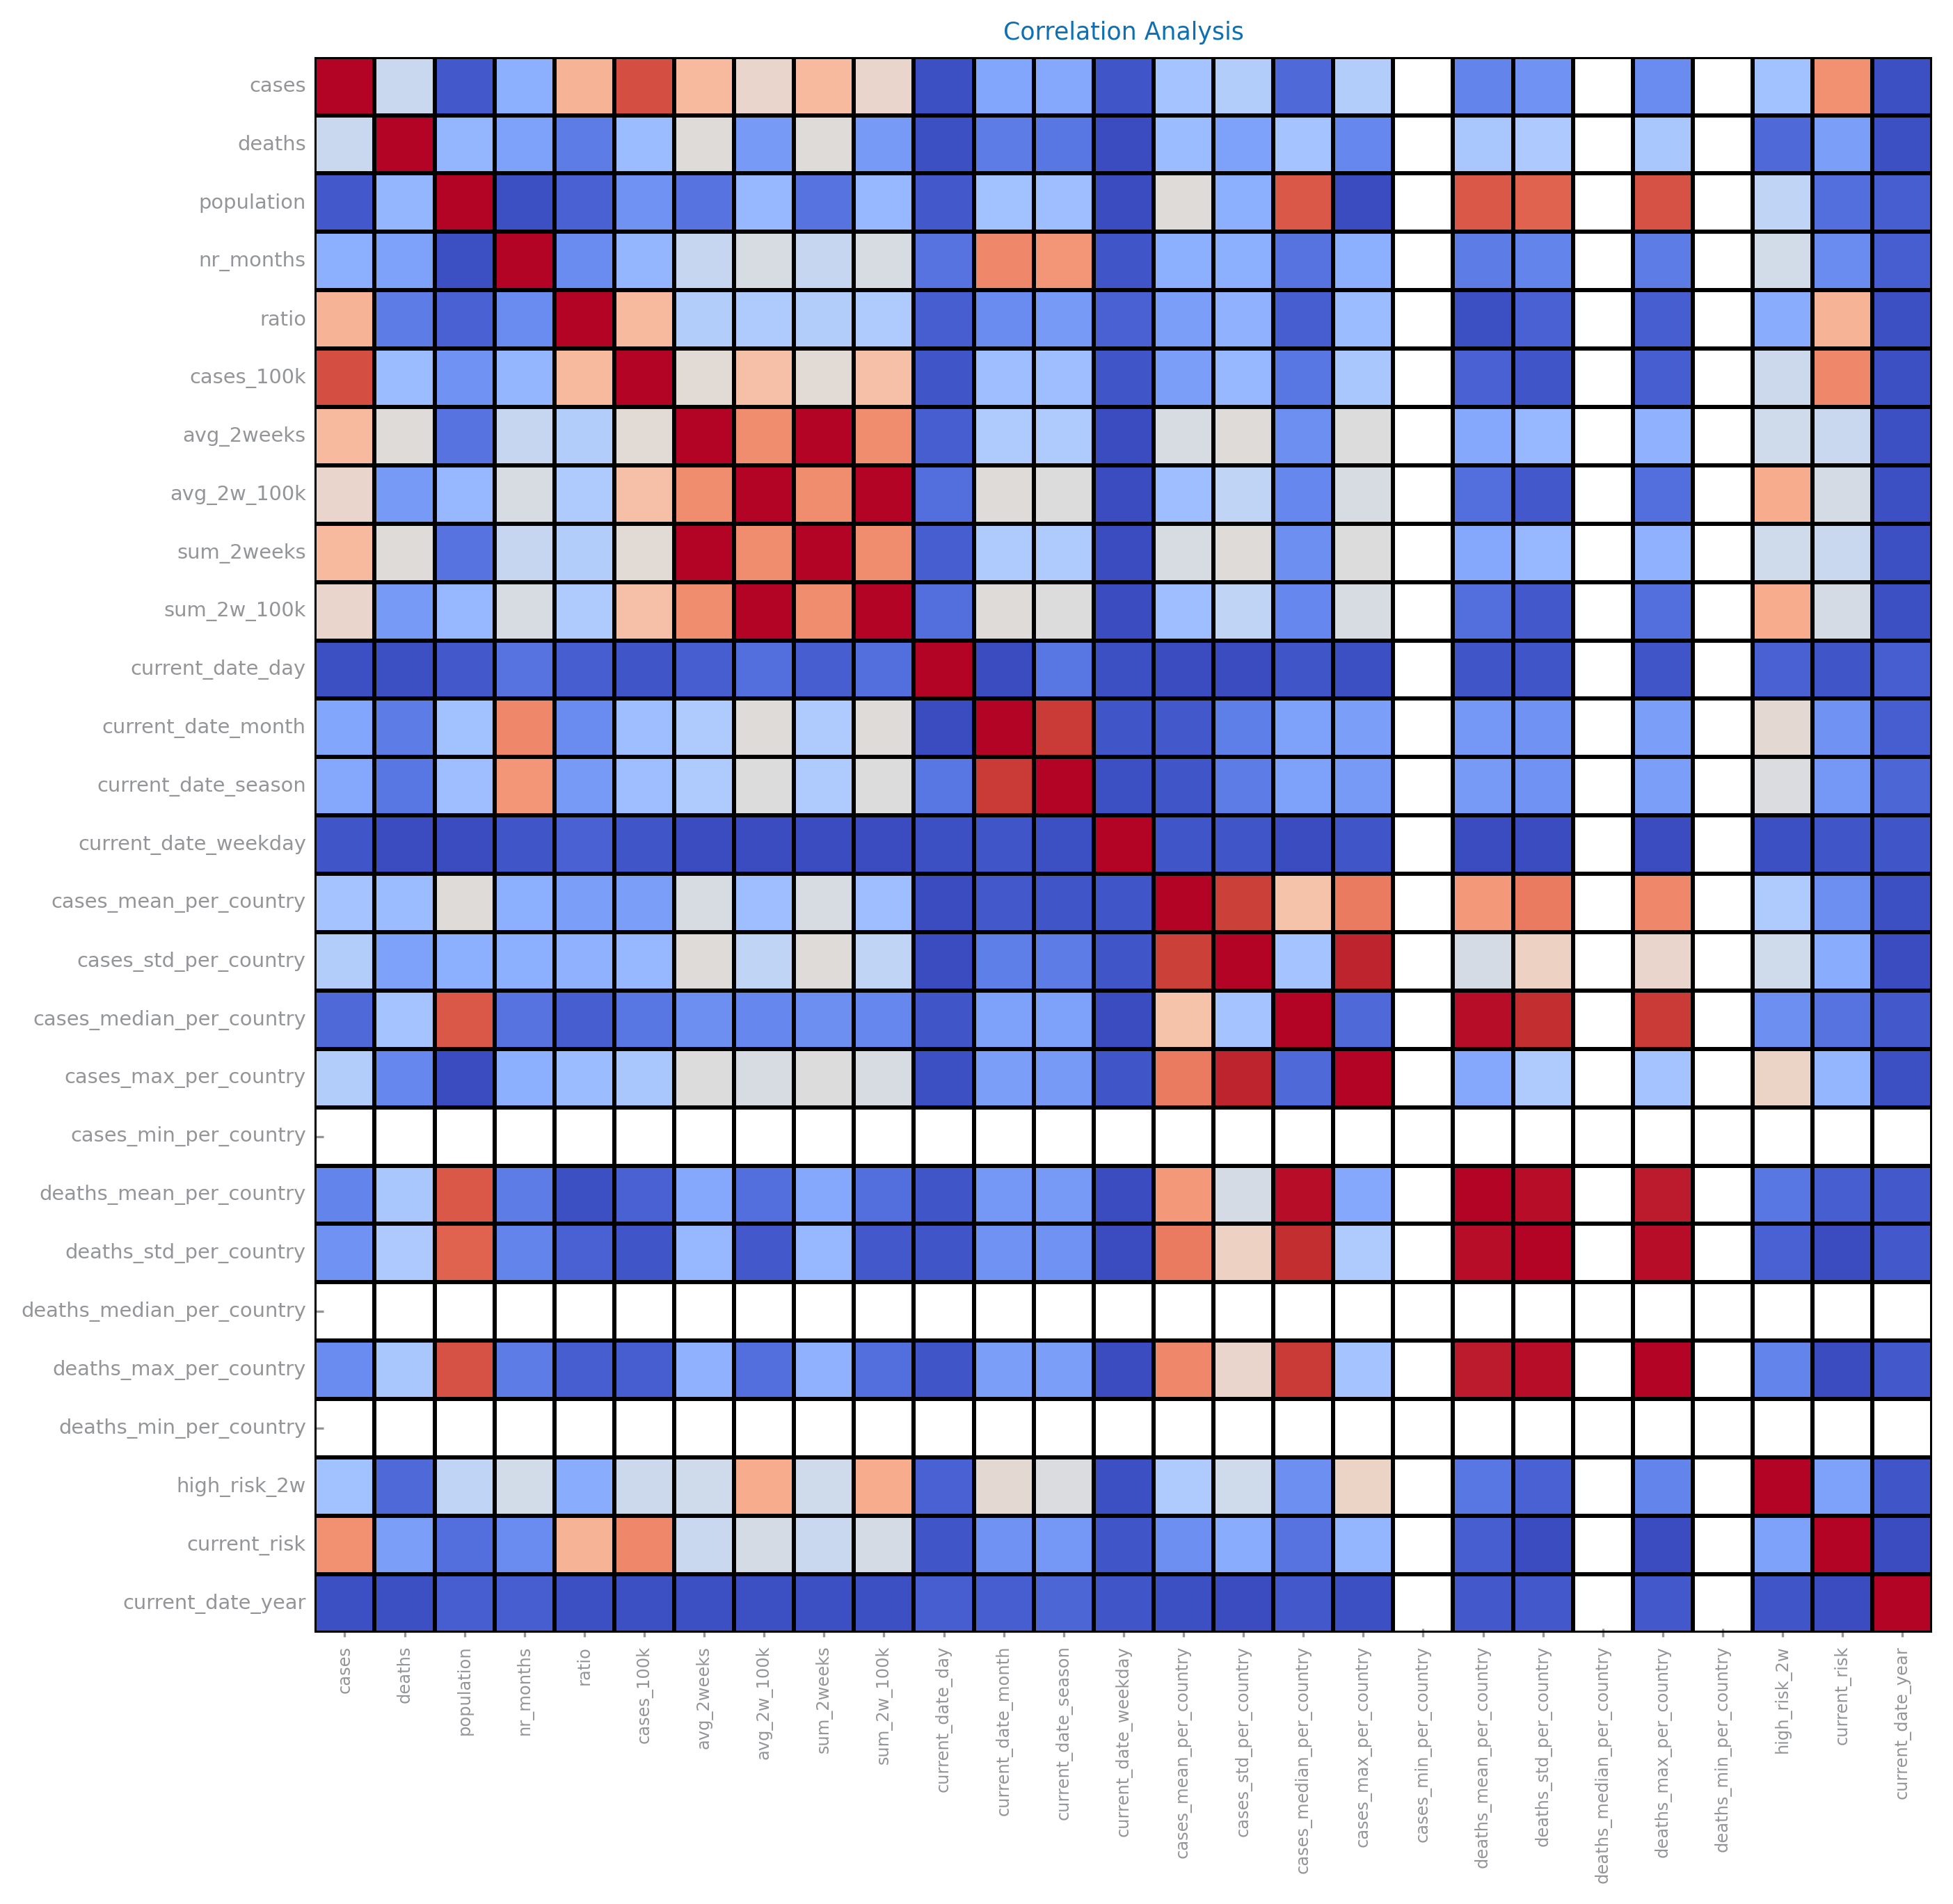 Correlation Analysis
cases
deaths
population
nr_months
ratio
cases_100k
avg_2weeks
avg_2w_100k
sum_2weeks
sum_2w_100k
current_date_day
current_date_month
current_date_season
current_date_weekday
cases_mean_per_country
cases_std_per_country
cases_median_per_country
cases_max_per_country
cases_min_per_country
deaths_mean_per_country
deaths_std_per_country
deaths_median_per_country
deaths_max_per_country
deaths_min_per_country
high_risk_2w
current_risk
current_date_year
cases
deaths
population
nr_months
ratio
cases_100k
avg_2weeks
avg_2w_100k
sum_2weeks
sum_2w_100k
current_date_day
current_date_month
current_date_season
current_date_weekday
cases_mean_per_country
cases_std_per_country
cases_median_per_country
cases_max_per_country
cases_min_per_country
deaths_mean_per_country
deaths_std_per_country
deaths_median_per_country
deaths_max_per_country
deaths_min_per_country
high_risk_2w
current_risk
current_date_year